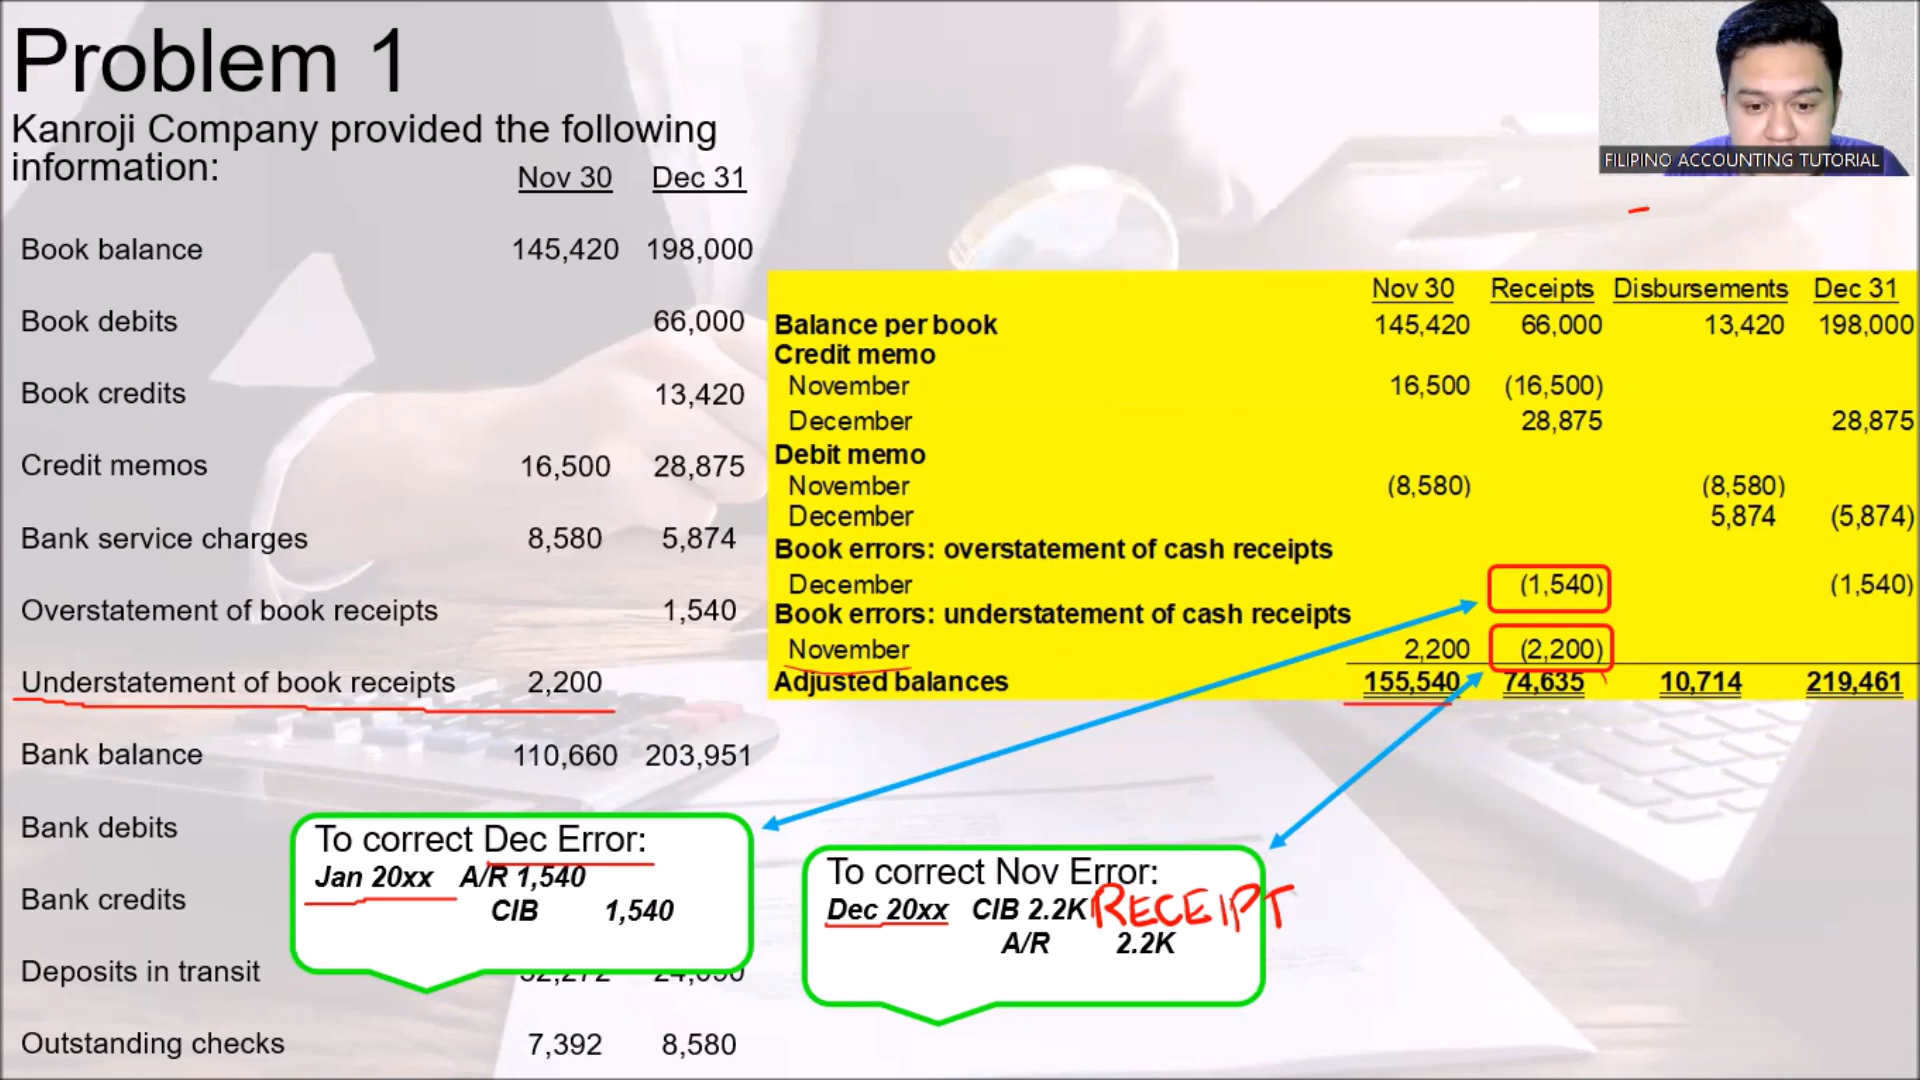 Problem 1
Kanroji Company provided the following
information:
Nov 30 Dec 31
Book balance 145,420 198,000
Book debits 66,000
Book credits 13,420
Credit memos 16,500 28,875
Bank service charges 8,580 5,874
Overstatement of book receipts 1,540
Understatement of book receipts 2,200
Bank balance 110,660 203,951
Bank debits
Bank credits
Deposits in transit
Outstanding checks 7,392 8,580
FILIPINO ACCOUNTING TUTORIAL
Nov 30 Receipts Disbursements Dec 31
Balance per book 145,420 66,000 13,420 198,000
Credit memo
November 16,500 (16,500)
December 28,875 28,875
Debit memo
November (8,580) (8,580)
December 5,874 (5,874)
Book errors: overstatement of cash receipts
December (1,540) (1,540)
Book errors: understatement of cash receipts
November 2,200 (2,200)
Adjusted balances 155,540 74,635 10,714 219,461
To correct Dec Error:
Jan 20xx A/R 1,540
CIB 1,540
To correct Nov Error:
Dec 20xx CIB 2.2K RECEIPT
A/R 2.2K